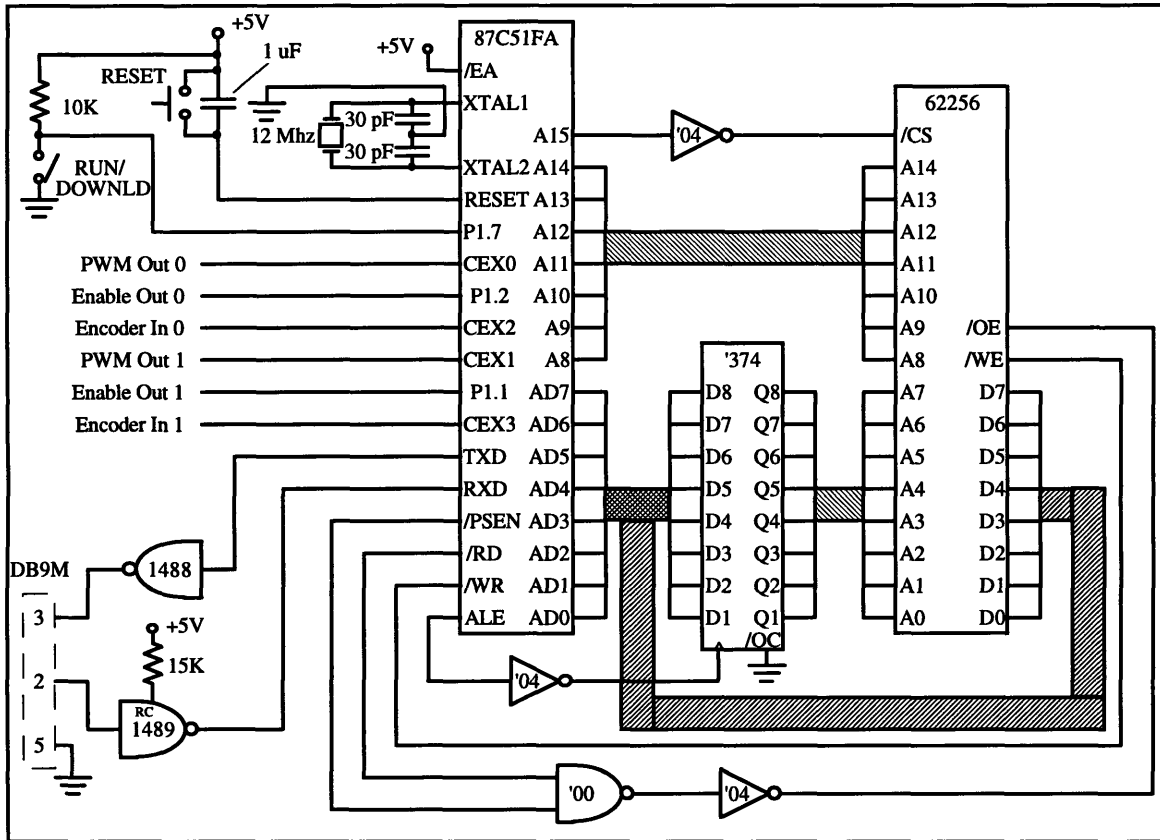 +5V
1 uF
RESET
10K
RUN/
DOWNLD
+5V
12 Mhz
30 pF
30 pF
87C51FA
/EA
XTAL1
XTAL2
RESET
P1.7
CEX0
P1.2
CEX2
CEX1
P1.1
CEX3
TXD
RXD
/PSEN
/RD
/WR
ALE
A15
A14
A13
A12
A11
A10
A9
A8
AD7
AD6
AD5
AD4
AD3
AD2
AD1
AD0
PWM Out 0
Enable Out 0
Encoder In 0
PWM Out 1
Enable Out 1
Encoder In 1
'04
62256
/CS
A14
A13
A12
A11
A10
A9
A8
A7
A6
A5
A4
A3
A2
A1
A0
/OE
/WE
D7
D6
D5
D4
D3
D2
D1
D0
'374
D8 Q8
D7 Q7
D6 Q6
D5 Q5
D4 Q4
D3 Q3
D2 Q2
D1 Q1
/OC
DB9M
3
2
5
1488
+5V
15K
RC
1489
'04
'00
'04